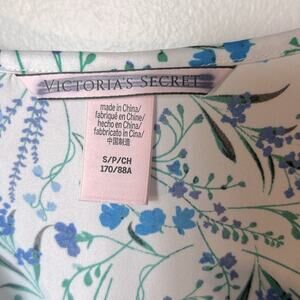 VICTORIA'S SECRET
made in China/
fabriqué en Chine/
hecho en China/
fabbricato in Cina/
中国制造
S/P/CH
170/88A